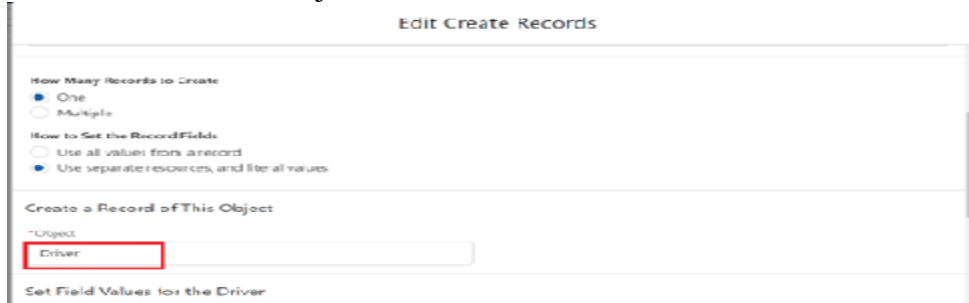 Edit Create Records
How Many Records to Create
One
Multiple
How to Set the Record Fields
Use all values from a record
Use separate resources, and literal values
Create a Record of This Object
*Object
Driver
Set Field Values for the Driver